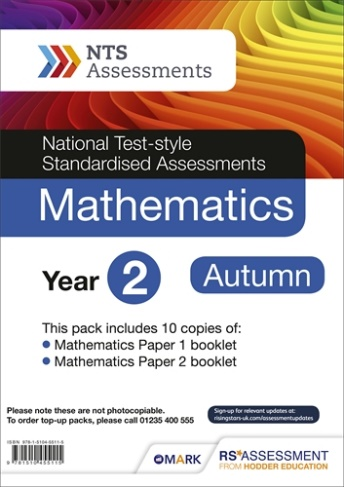 NTS
Assessments
National Test-style
Standardised Assessments
Mathematics
Year 2
Autumn
This pack includes 10 copies of:
• Mathematics Paper 1 booklet
• Mathematics Paper 2 booklet
Please note these are not photocopiable.
To order top-up packs, please call 01235 400 555
Sign-up for relevant updates at:
risingstars-uk.com/assessmentupdates
MARK
RS ASSESSMENT
FROM HODDER EDUCATION